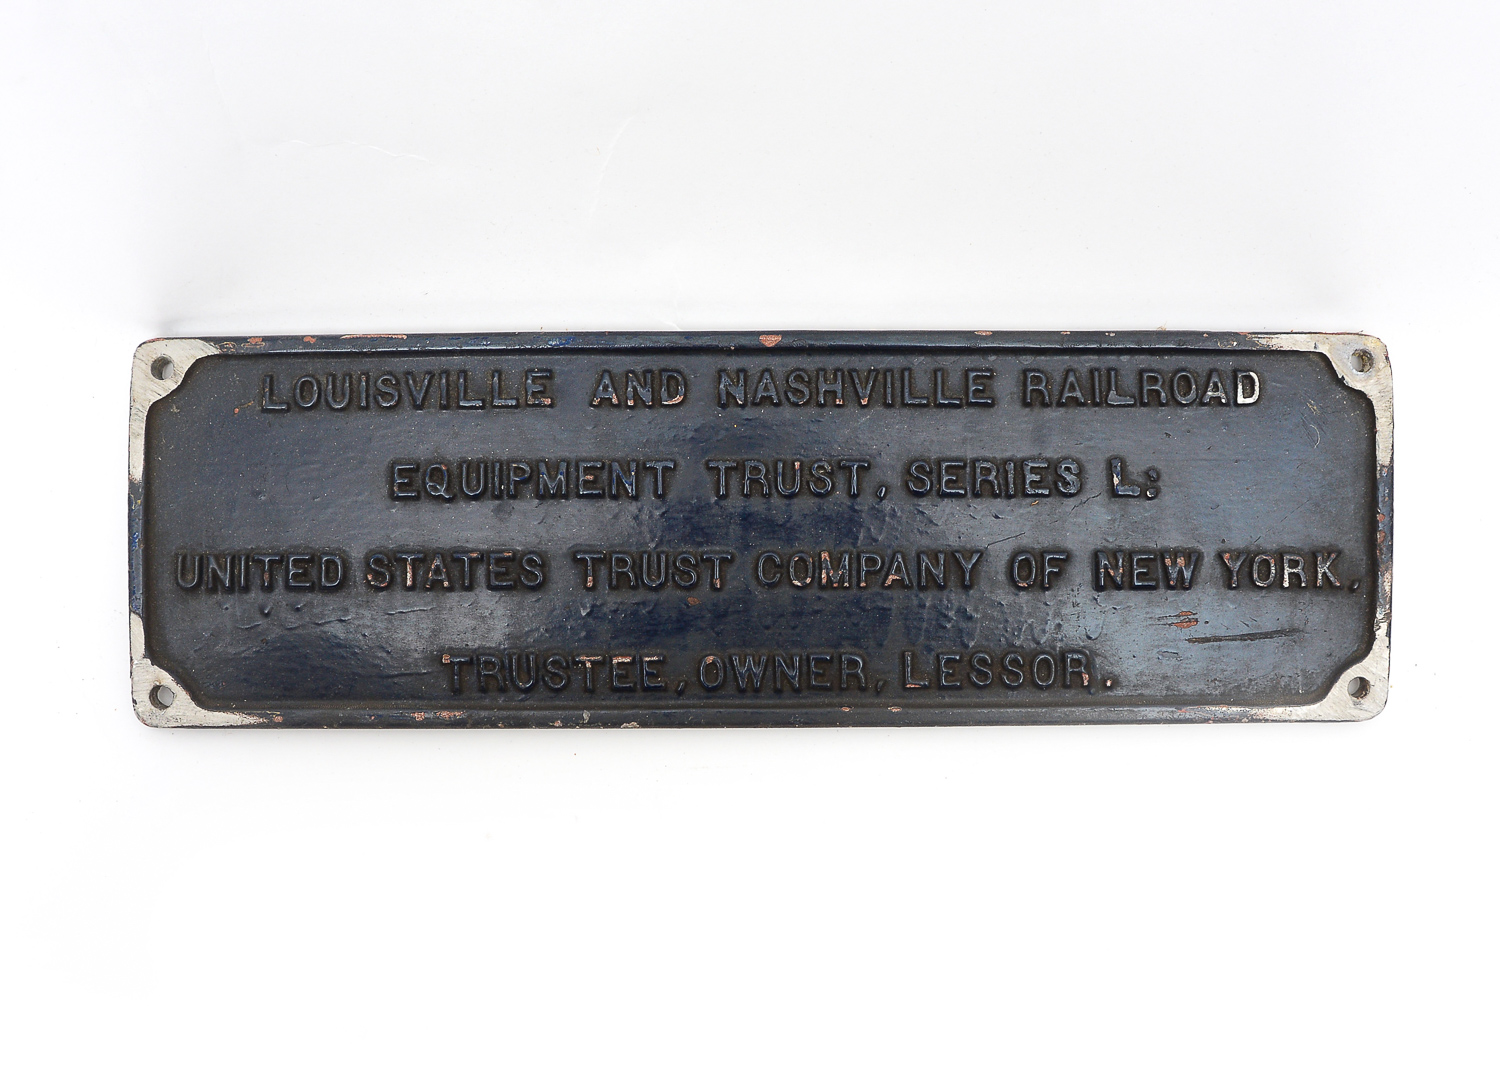 LOUISVILLE AND NASHVILLE RAILROAD
EQUIPMENT TRUST, SERIES L:
UNITED STATES TRUST COMPANY OF NEW YORK,
TRUSTEE, OWNER, LESSOR.